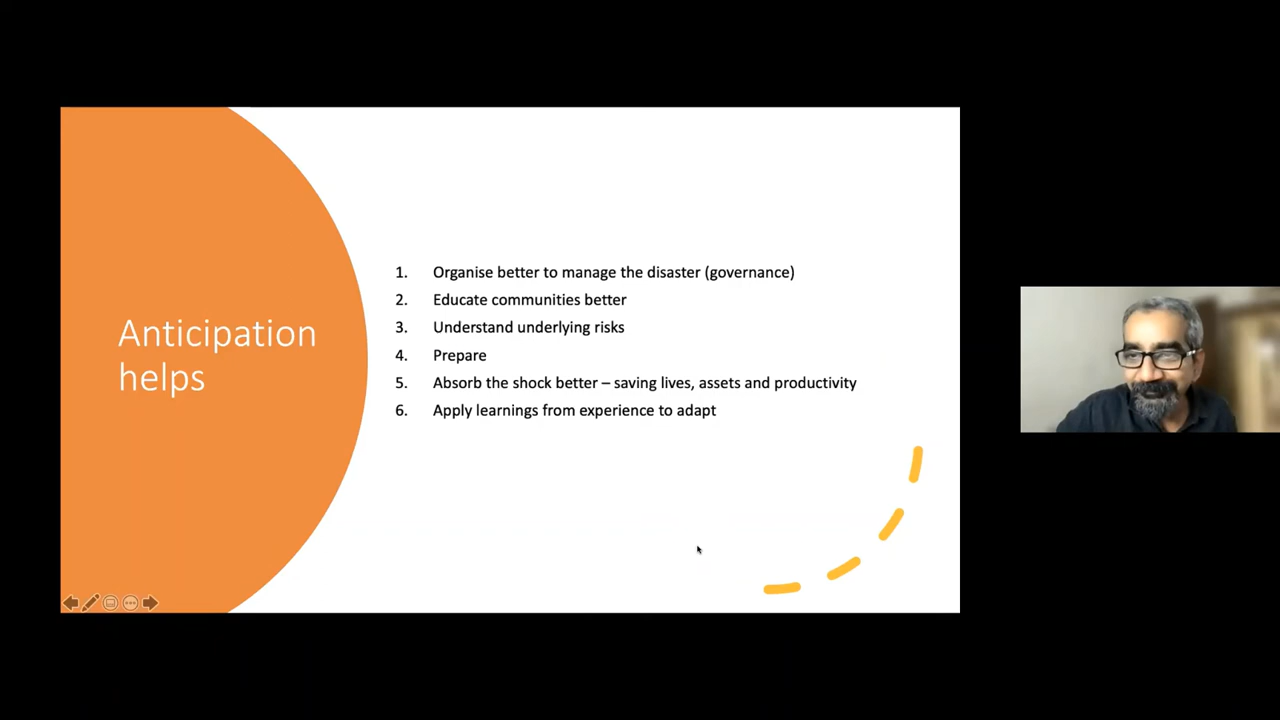 Anticipation
helps
1. Organise better to manage the disaster (governance)
2. Educate communities better
3. Understand underlying risks
4. Prepare
5. Absorb the shock better – saving lives, assets and productivity
6. Apply learnings from experience to adapt